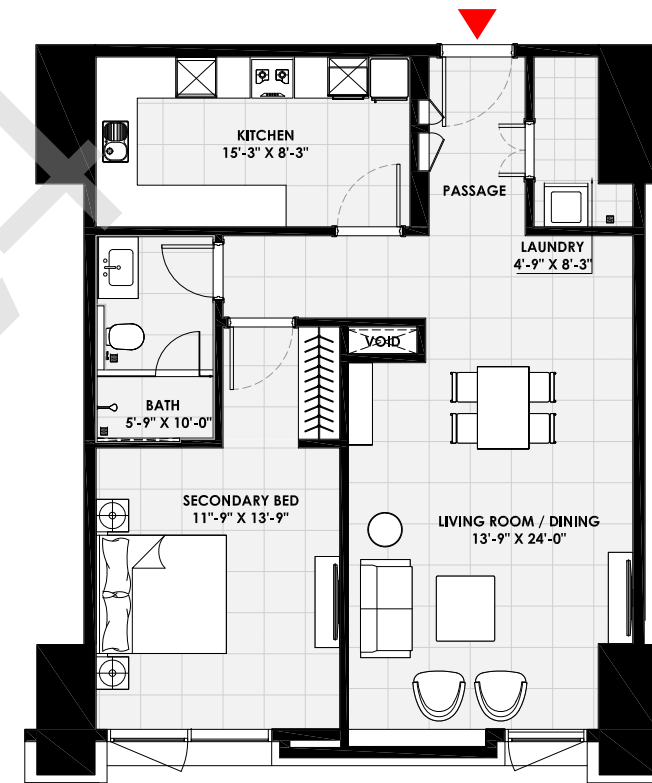 KITCHEN
15'-3" X 8'-3"
PASSAGE
LAUNDRY
4'-9" X 8'-3"
VOID
BATH
5'-9" X 10'-0"
SECONDARY BED
11"-9" X 13'-9"
LIVING ROOM / DINING
13'-9" X 24'-0"